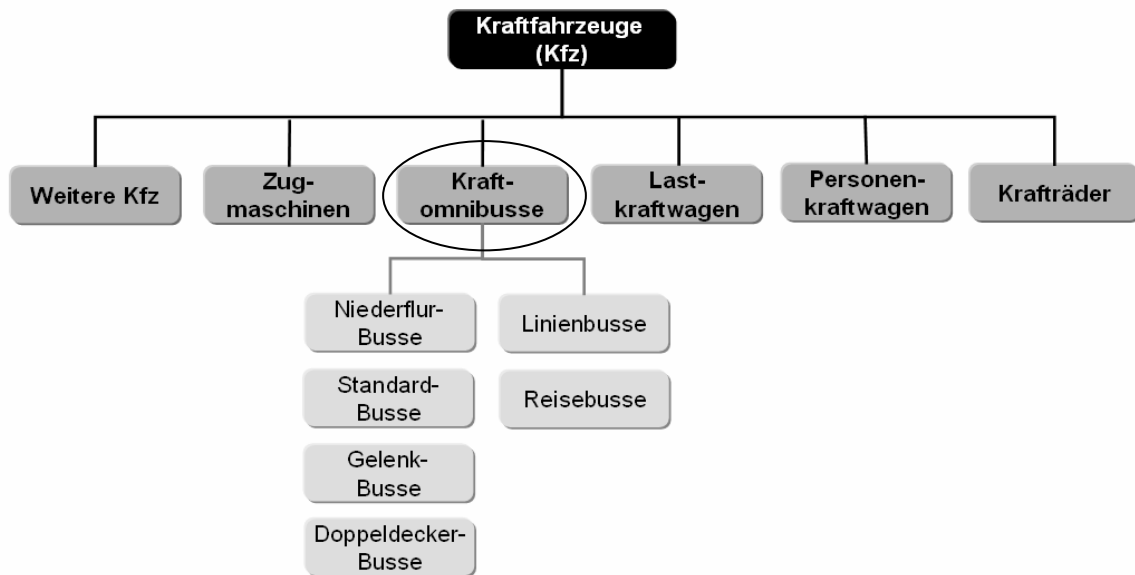 Kraftfahrzeuge
(Kfz)
Weitere Kfz
Zug-
maschinen
Kraft-
omnibusse
Last-
kraftwagen
Personen-
kraftwagen
Krafträder
Niederflur-
Busse
Linienbusse
Standard-
Busse
Reisebusse
Gelenk-
Busse
Doppeldecker-
Busse